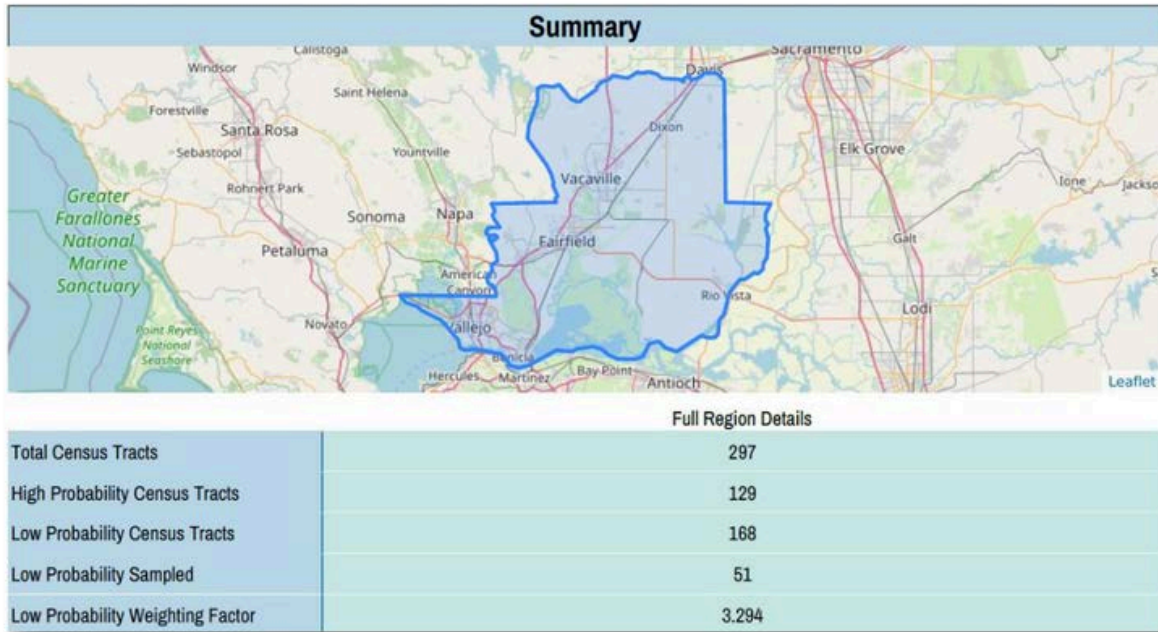 Summary
Calistoga
Sacramento
Windsor
Davis
Saint Helena
Forestville
Dixon
Santa Rosa
Elk Grove
Sebastopol
Yountville
Vacaville
Ione
Jackso
Rohnert Park
Greater
Farallones
National
Marine
Sanctuary
Sonoma
Napa
Fairfield
Galt
Petaluma
American
Canyon
Rio Vista
Lodi
Novato
Vallejo
Point Reyes
National
Seashore
Benicia
Hercules
Martinez
Bay Point
Antioch
Leaflet
Full Region Details
Total Census Tracts 297
High Probability Census Tracts 129
Low Probability Census Tracts 168
Low Probability Sampled 51
Low Probability Weighting Factor 3.294